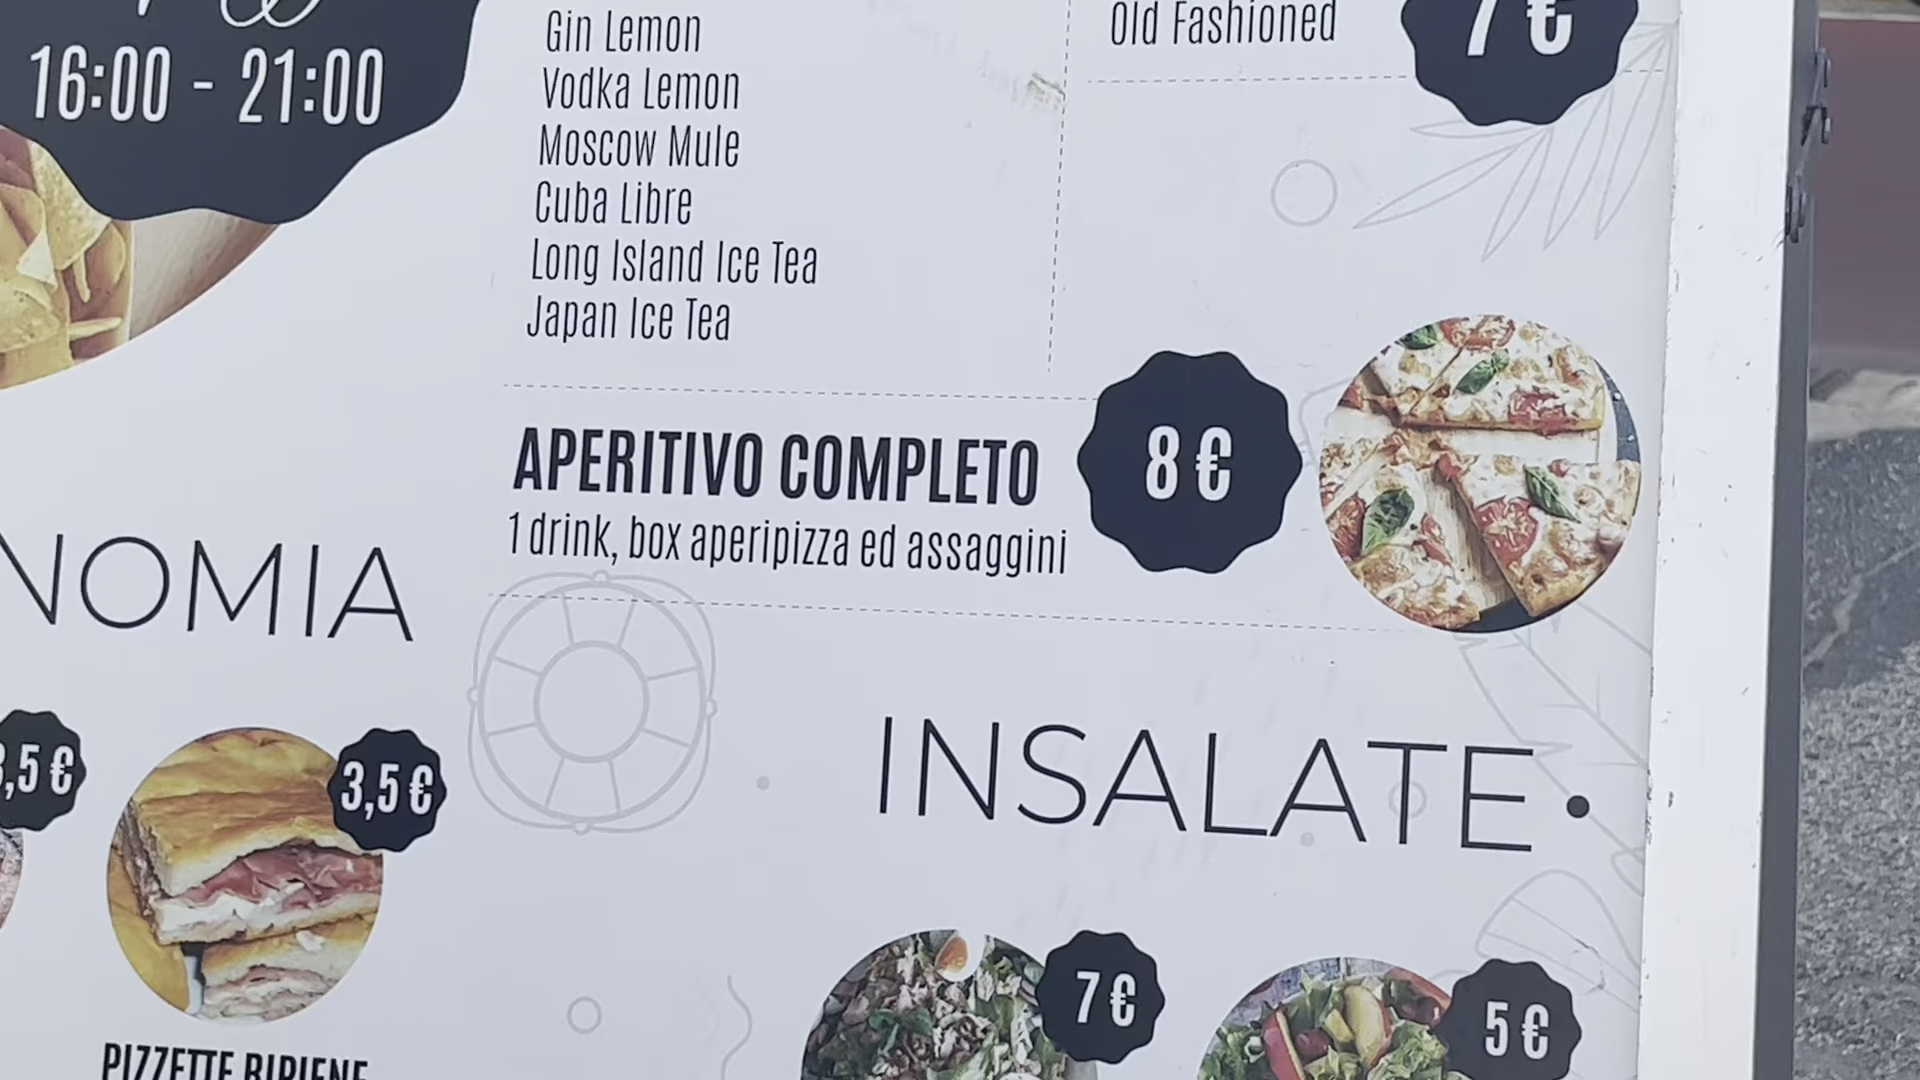 16:00 - 21:00
Gin Lemon
Vodka Lemon
Moscow Mule
Cuba Libre
Long Island Ice Tea
Japan Ice Tea
Old Fashioned
7 €
APERITIVO COMPLETO
1 drink, box aperipizza ed assaggini
8 €
NOMIA
,5 €
3,5 €
PIZZETTE RIPIENE
INSALATE •
7 €
5 €